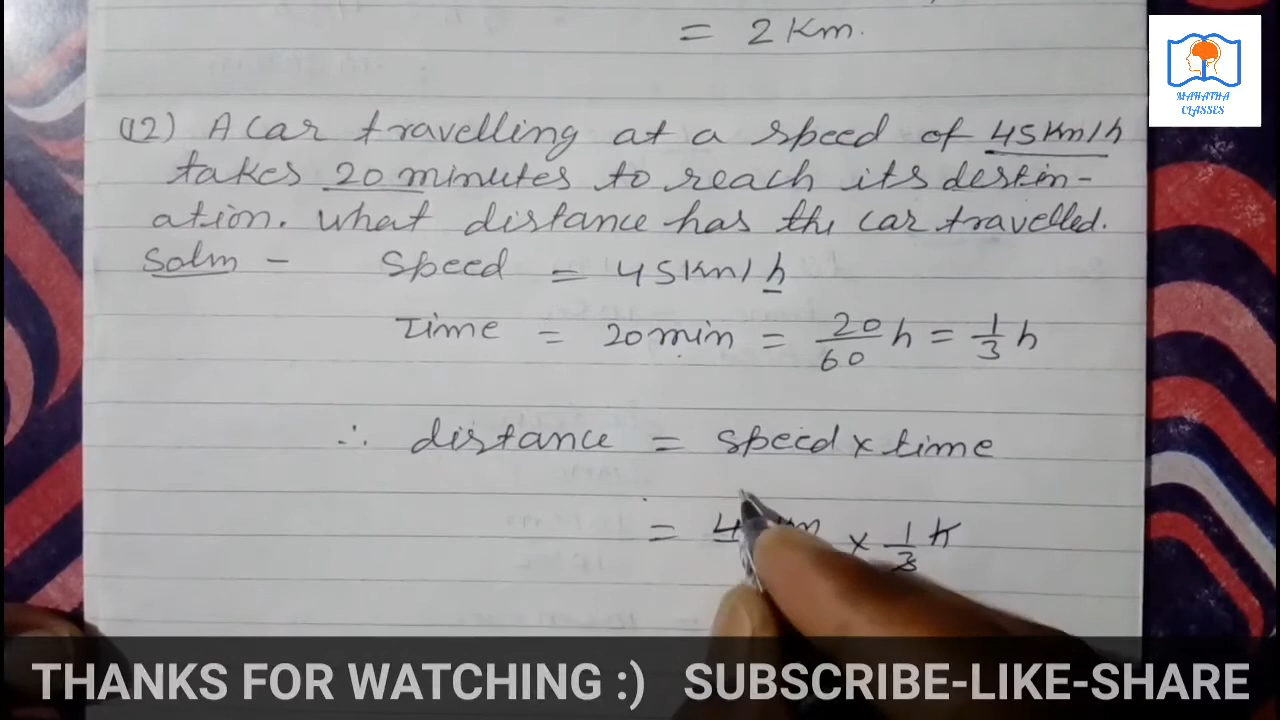 = 2 Km.
MAHATHA
CLASSES
(12) A Car travelling at a speed of 45 Km/h
takes 20 minutes to reach its destin-
ation. What distance has the car travelled.
Soln - Speed = 45 Km/h
Time = 20 min = 20/60 h = 1/3 h
∴ distance = speed × time
= 4 × 1/3 h
THANKS FOR WATCHING :) SUBSCRIBE-LIKE-SHARE